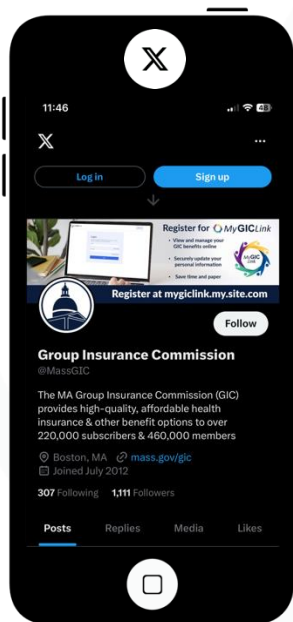 11:46
43
Log in
Sign up
Register for MyGICLink
• View and manage your
GIC benefits online
• Securely update your
personal information
• Save time and paper
MyGIC
Link
Register at mygiclink.my.site.com
Follow
Group Insurance Commission
@MassGIC
The MA Group Insurance Commission (GIC)
provides high-quality, affordable health
insurance & other benefit options to over
220,000 subscribers & 460,000 members
Boston, MA mass.gov/gic
Joined July 2012
307 Following 1,111 Followers
Posts Replies Media Likes